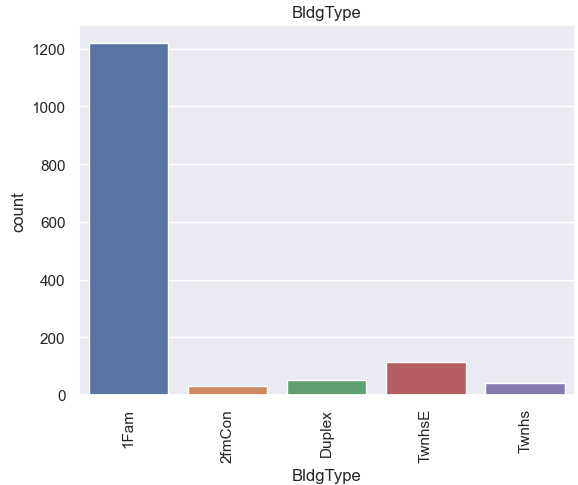 BldgType
1200
1000
800
600
400
200
0
count
1Fam
2fmCon
Duplex
TwnhsE
Twnhs
BldgType